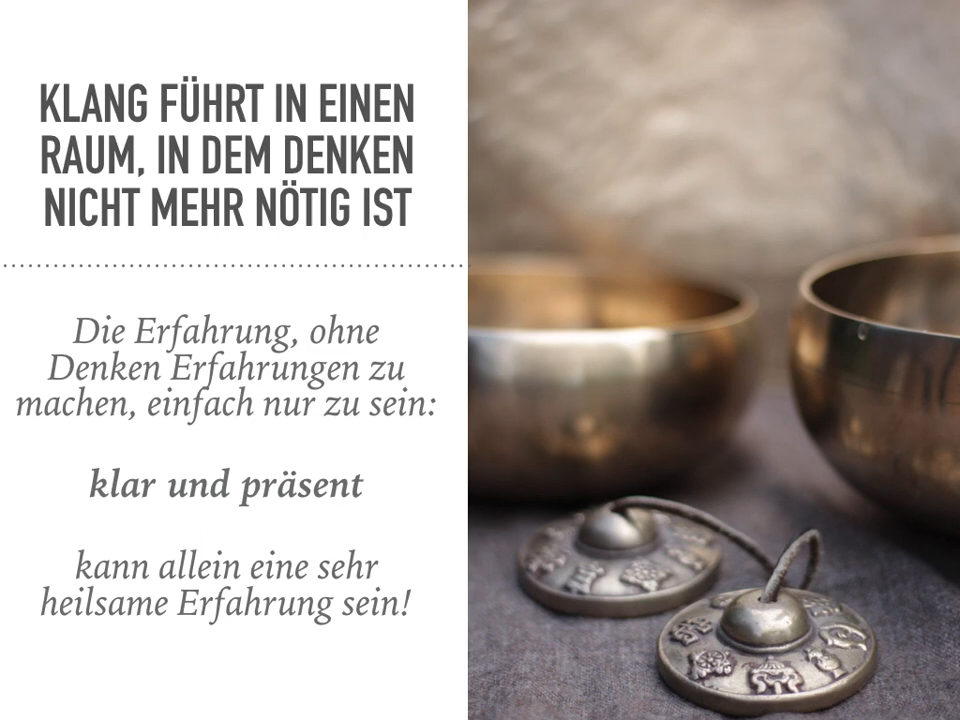 KLANG FÜHRT IN EINEN
RAUM, IN DEM DENKEN
NICHT MEHR NÖTIG IST
Die Erfahrung, ohne
Denken Erfahrungen zu
machen, einfach nur zu sein:
klar und präsent
kann allein eine sehr
heilsame Erfahrung sein!